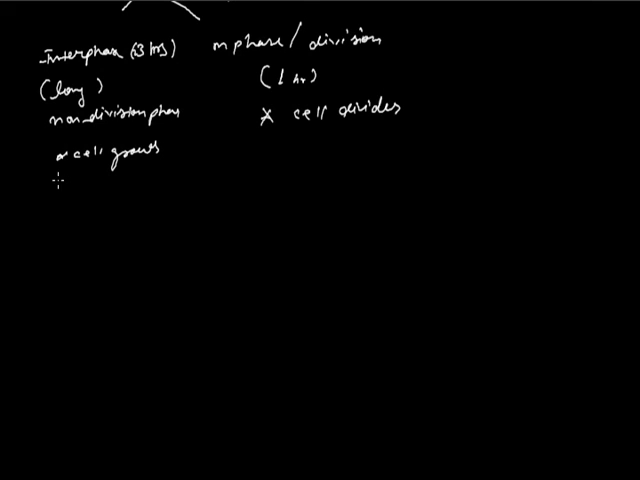 Interphase (23 hrs) m phase / division
(long) (1 hr)
non-division phase * cell divides
* cell grows